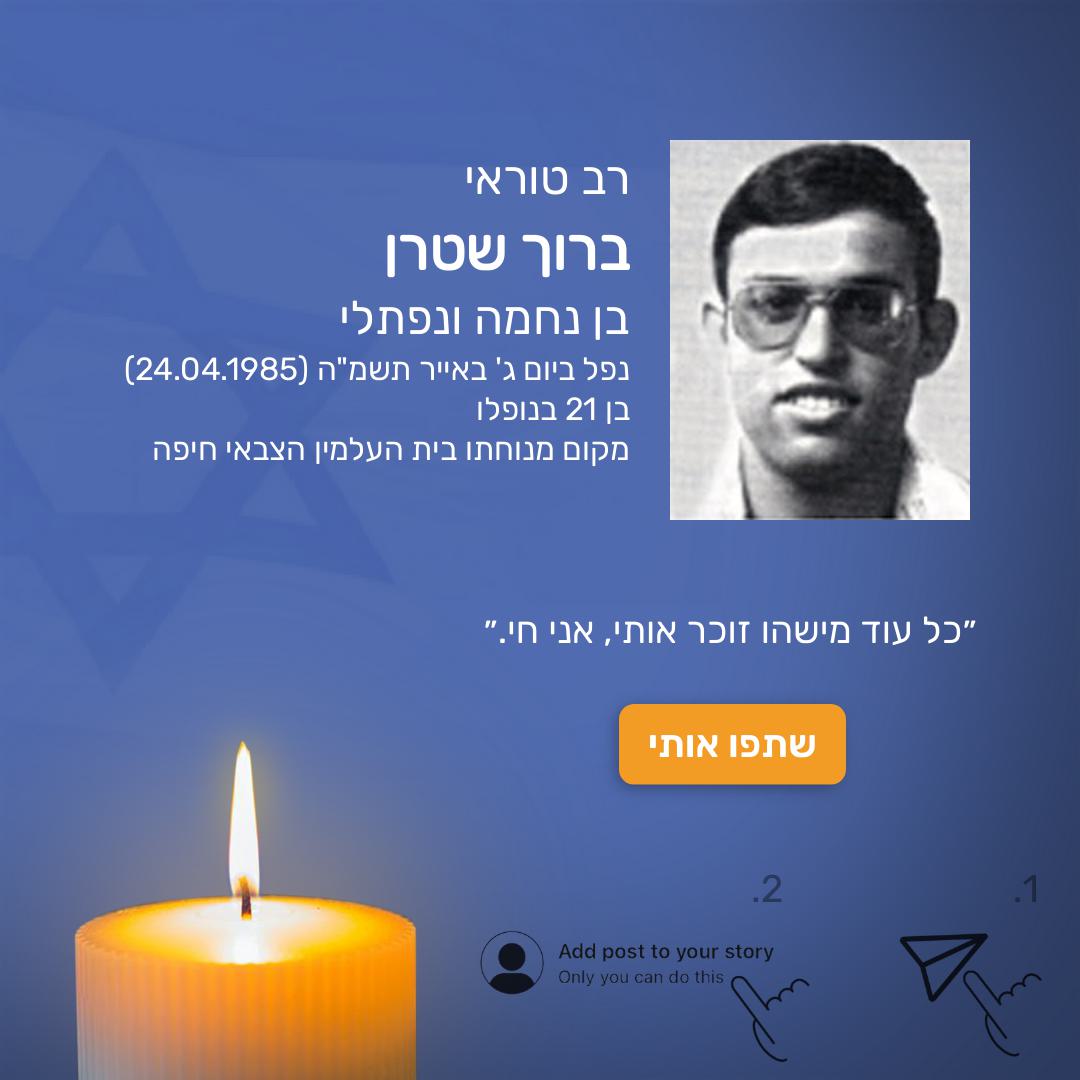 רב טוראי
ברוך שטרן
בן נחמה ונפתלי
נפל ביום ג' באייר תשמ"ה (24.04.1985)
בן 21 בנופלו
מקום מנוחתו בית העלמין הצבאי חיפה
״כל עוד מישהו זוכר אותי, אני חי.״
שתפו אותי
1.
2.
Add post to your story
Only you can do this